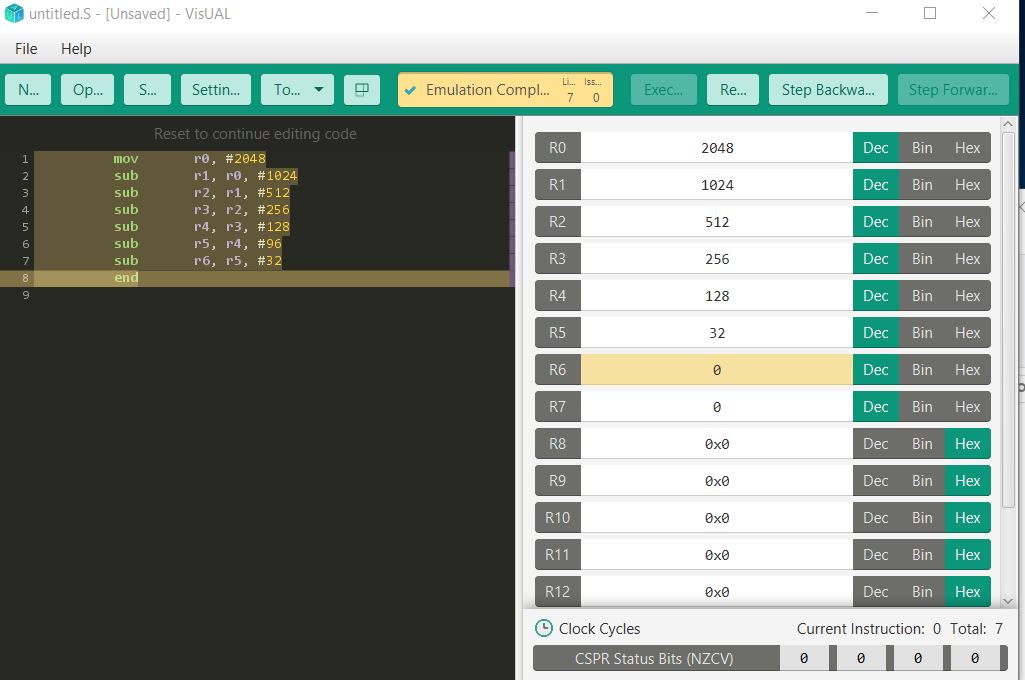 untitled.S - [Unsaved] - VisUAL
File Help
N... Op... S... Settin... To... Emulation Compl... Li... 7 Iss... 0 Exec... Re... Step Backwa... Step Forwar...
Reset to continue editing code
1 mov r0, #2048
2 sub r1, r0, #1024
3 sub r2, r1, #512
4 sub r3, r2, #256
5 sub r4, r3, #128
6 sub r5, r4, #96
7 sub r6, r5, #32
8 end
9
R0 2048 Dec Bin Hex
R1 1024 Dec Bin Hex
R2 512 Dec Bin Hex
R3 256 Dec Bin Hex
R4 128 Dec Bin Hex
R5 32 Dec Bin Hex
R6 0 Dec Bin Hex
R7 0 Dec Bin Hex
R8 0x0 Dec Bin Hex
R9 0x0 Dec Bin Hex
R10 0x0 Dec Bin Hex
R11 0x0 Dec Bin Hex
R12 0x0 Dec Bin Hex
Clock Cycles Current Instruction: 0 Total: 7
CSPR Status Bits (NZCV) 0 0 0 0